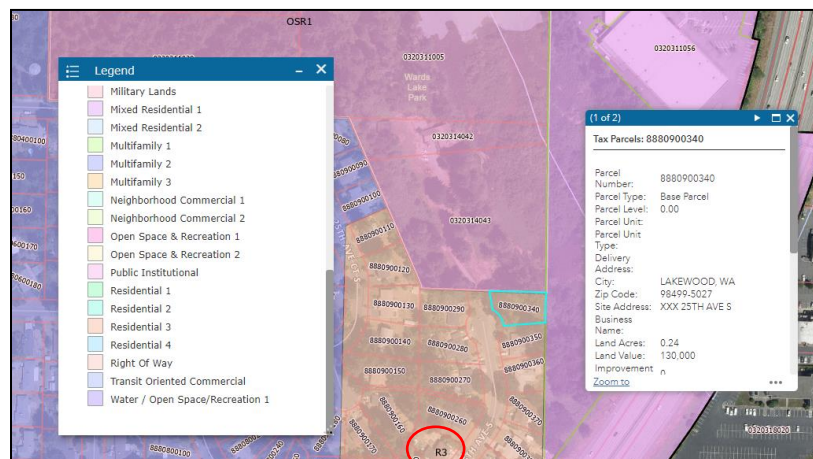 OSR1
0320311005
Wards
Lake
Park
0320311056
0320314042
0320314043
Legend
Military Lands
Mixed Residential 1
Mixed Residential 2
Multifamily 1
Multifamily 2
Multifamily 3
Neighborhood Commercial 1
Neighborhood Commercial 2
Open Space & Recreation 1
Open Space & Recreation 2
Public Institutional
Residential 1
Residential 2
Residential 3
Residential 4
Right Of Way
Transit Oriented Commercial
Water / Open Space/Recreation 1
(1 of 2)
Tax Parcels: 8880900340
Parcel Number: 8880900340
Parcel Type: Base Parcel
Parcel Level: 0.00
Parcel Unit:
Parcel Unit
Type:
Delivery
Address:
City: LAKEWOOD, WA
Zip Code: 98499-5027
Site Address: XXX 25TH AVE S
Business
Name:
Land Acres: 0.24
Land Value: 130,000
Improvement
Zoom to
8880900090
8880900100
8880900110
8880900120
8880900130
8880900290
8880900340
8880900140
8880900280
8880900350
8880900150
8880900270
8880900360
8880900160
8880900260
8880900370
8880900170
R3
8880800100
0320318020